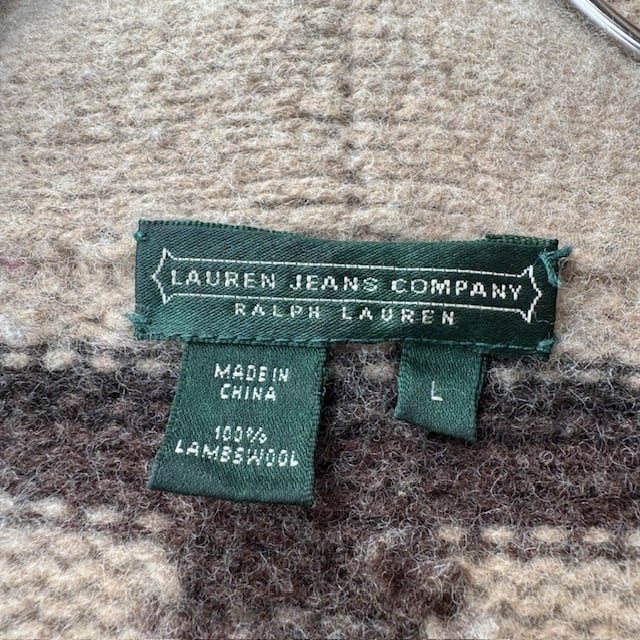 LAUREN JEANS COMPANY
RALPH LAUREN
MADE IN
CHINA
100%
LAMBSWOOL
L